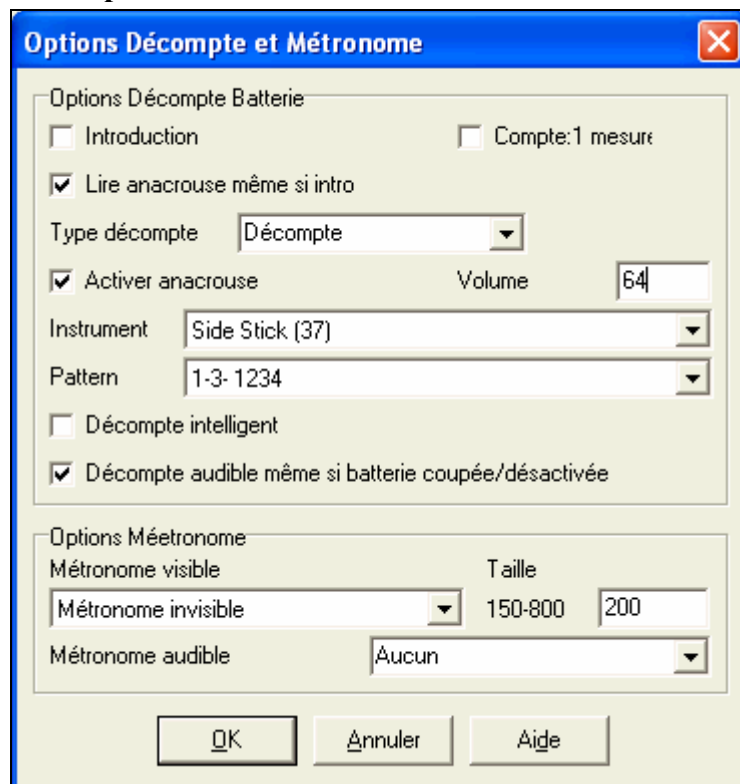 Options Décompte et Métronome
Options Décompte Batterie
Introduction Compte:1 mesure
Lire anacrouse même si intro
Type décompte Décompte
Activer anacrouse Volume 64
Instrument Side Stick (37)
Pattern 1-3- 1234
Décompte intelligent
Décompte audible même si batterie coupée/désactivée
Options Méetronome
Métronome visible Taille
Métronome invisible 150-800 200
Métronome audible Aucun
OK Annuler Aide